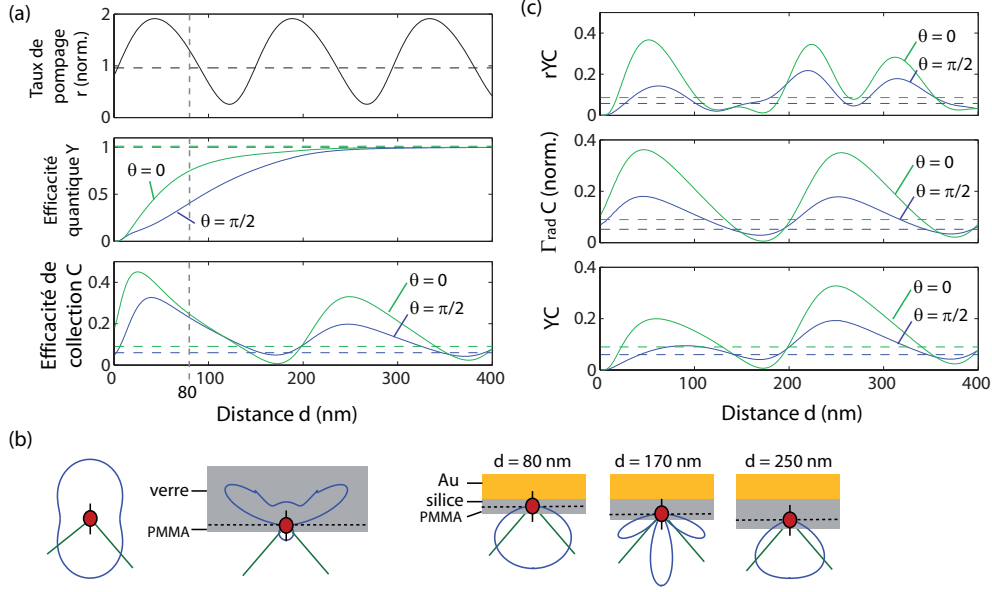 (a)
Taux de
pompage
r (norm.)
2
1
0
Efficacité
quantique Y
1
0.5
0
θ = 0
θ = π/2
Efficacité de
collection C
0.4
0.2
0
θ = 0
θ = π/2
0
80
100
200
300
400
Distance d (nm)
(c)
rYC
0.4
0.2
0
θ = 0
θ = π/2
Γrad C (norm.)
0.4
0.2
0
θ = 0
θ = π/2
YC
0.4
0.2
0
θ = 0
θ = π/2
0
100
200
300
400
Distance d (nm)
(b)
verre
PMMA
Au
silice
PMMA
d = 80 nm
d = 170 nm
d = 250 nm